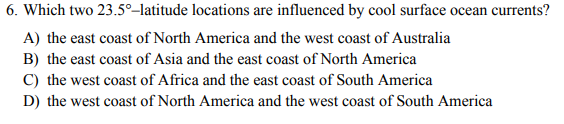 6. Which two 23.5°–latitude locations are influenced by cool surface ocean currents?
A) the east coast of North America and the west coast of Australia
B) the east coast of Asia and the east coast of North America
C) the west coast of Africa and the east coast of South America
D) the west coast of North America and the west coast of South America